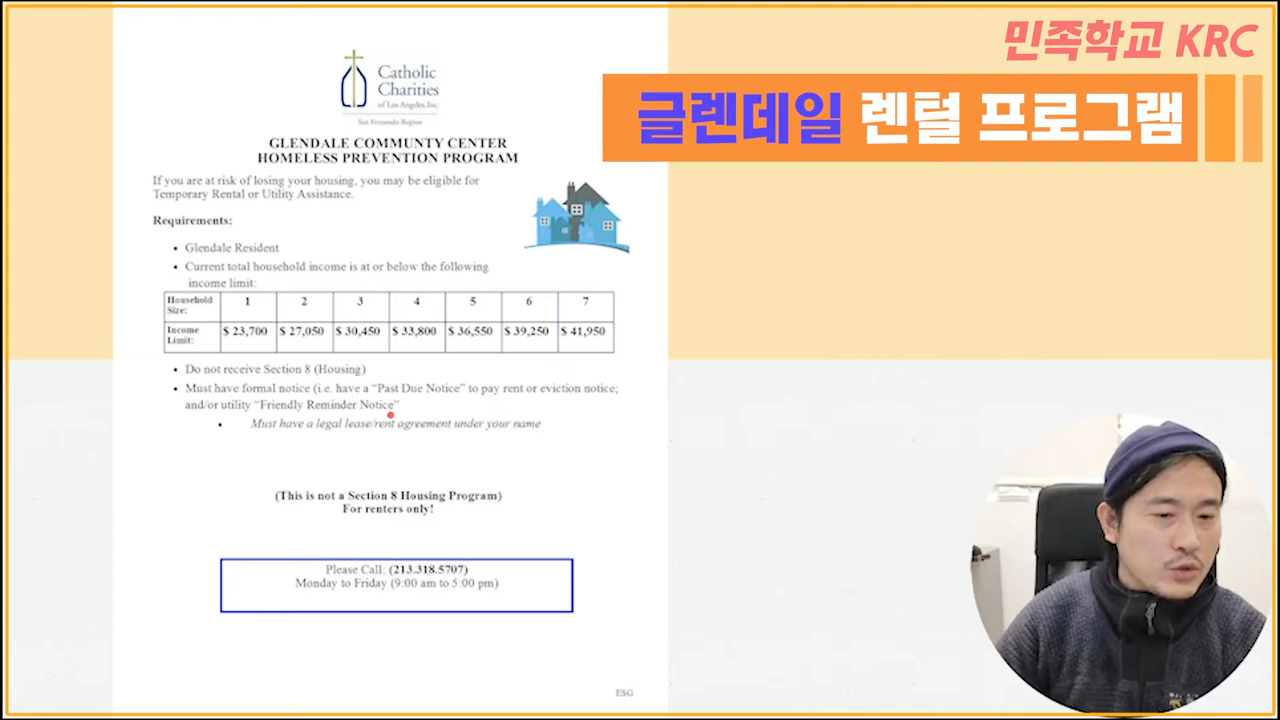 민족학교 KRC
글렌데일 렌털 프로그램
Catholic
Charities
of Los Angeles, Inc.
San Fernando Region
GLENDALE COMMUNTY CENTER
HOMELESS PREVENTION PROGRAM
If you are at risk of losing your housing, you may be eligible for
Temporary Rental or Utility Assistance.
Requirements:
• Glendale Resident
• Current total household income is at or below the following
income limit:
Household Size: 1 2 3 4 5 6 7
Income Limit: $ 23,700 $ 27,050 $ 30,450 $ 33,800 $ 36,550 $ 39,250 $ 41,950
• Do not receive Section 8 (Housing)
• Must have formal notice (i.e. have a “Past Due Notice” to pay rent or eviction notice;
and/or utility “Friendly Reminder Notice”
• Must have a legal lease/rent agreement under your name
(This is not a Section 8 Housing Program)
For renters only!
Please Call: (213.318.5707)
Monday to Friday (9:00 am to 5:00 pm)
ESG